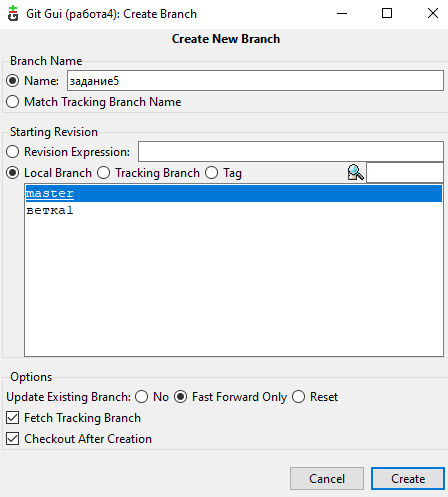 Git Gui (работа4): Create Branch
Create New Branch
Branch Name
Name: задание5
Match Tracking Branch Name
Starting Revision
Revision Expression:
Local Branch Tracking Branch Tag
master
ветка1
Options
Update Existing Branch: No Fast Forward Only Reset
Fetch Tracking Branch
Checkout After Creation
Cancel Create